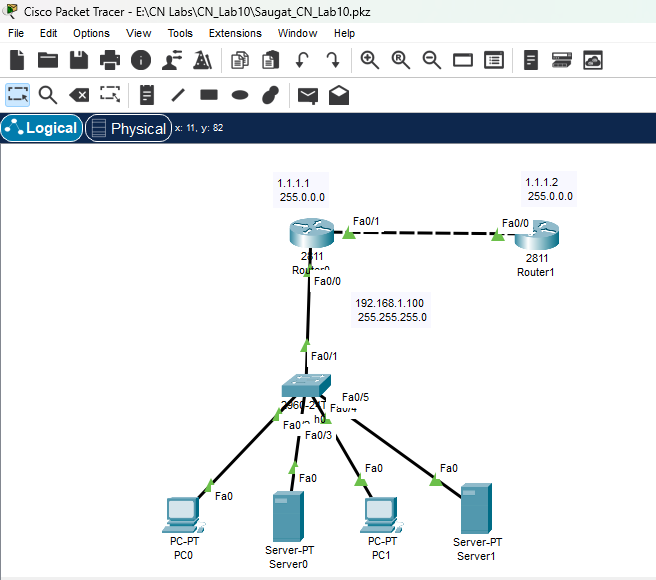 Cisco Packet Tracer - E:\CN Labs\CN_Lab10\Saugat_CN_Lab10.pkz
File Edit Options View Tools Extensions Window Help
Logical Physical x: 11, y: 82
1.1.1.1
255.0.0.0
1.1.1.2
255.0.0.0
Fa0/1
Fa0/0
2811
2811
Router1
Fa0/0
192.168.1.100
255.255.255.0
Fa0/1
Fa0/5
Fa0/4
Fa0/3
Fa0
Fa0
Fa0
Fa0
PC-PT
PC0
Server-PT
Server0
PC-PT
PC1
Server-PT
Server1